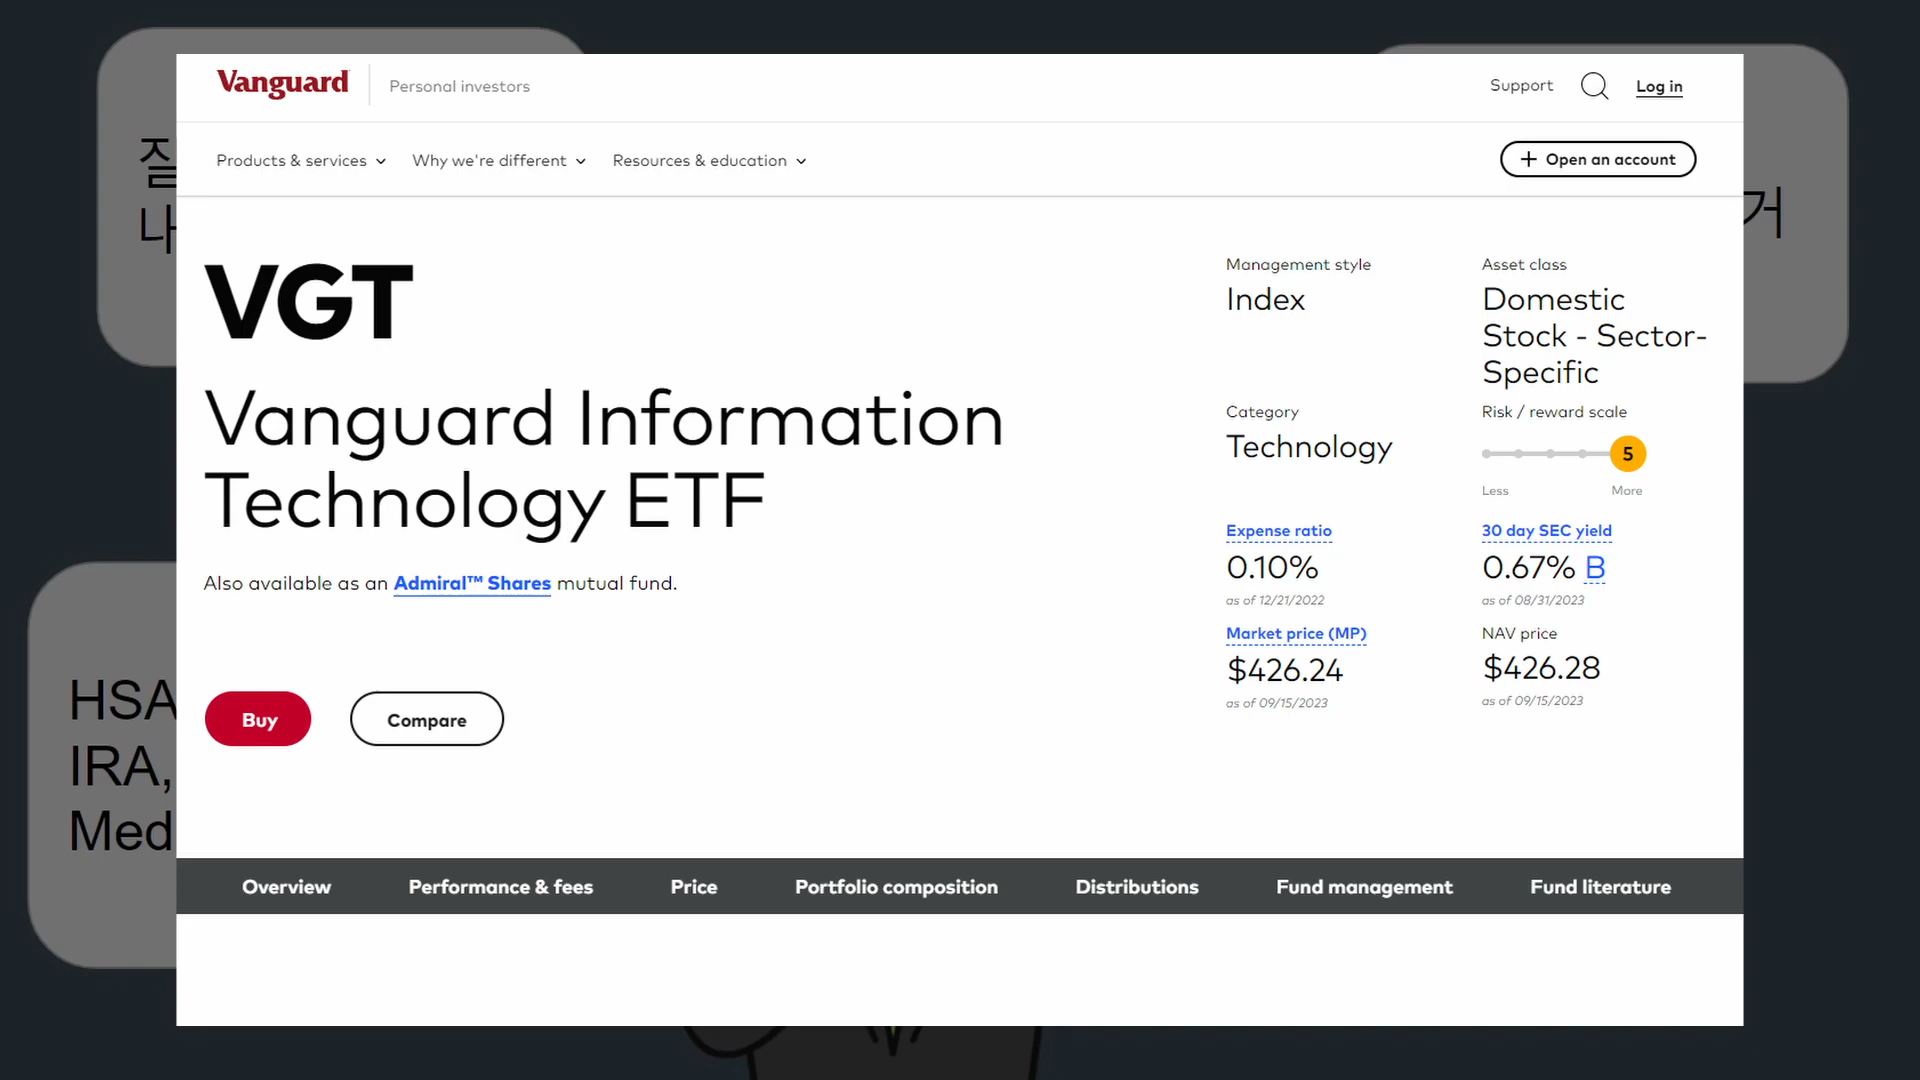 Vanguard
Personal investors
Support
Log in
Products & services
Why we're different
Resources & education
+ Open an account
VGT
Vanguard Information
Technology ETF
Also available as an Admiral™ Shares mutual fund.
Buy
Compare
Management style
Index
Asset class
Domestic
Stock - Sector-
Specific
Category
Technology
Risk / reward scale
5
Less
More
Expense ratio
0.10%
as of 12/21/2022
30 day SEC yield
0.67% B
as of 08/31/2023
Market price (MP)
$426.24
as of 09/15/2023
NAV price
$426.28
as of 09/15/2023
Overview
Performance & fees
Price
Portfolio composition
Distributions
Fund management
Fund literature
HSA
IRA,
Med
거